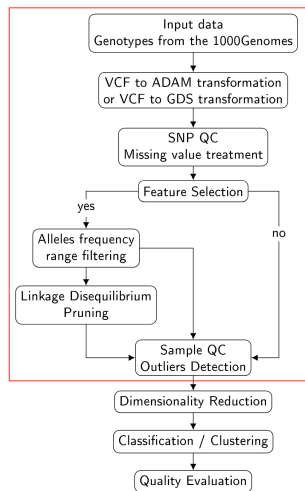 Input data
Genotypes from the 1000Genomes
VCF to ADAM transformation
or VCF to GDS transformation
SNP QC
Missing value treatment
Feature Selection
yes
no
Alleles frequency
range filtering
Linkage Disequilibrium
Pruning
Sample QC
Outliers Detection
Dimensionality Reduction
Classification / Clustering
Quality Evaluation